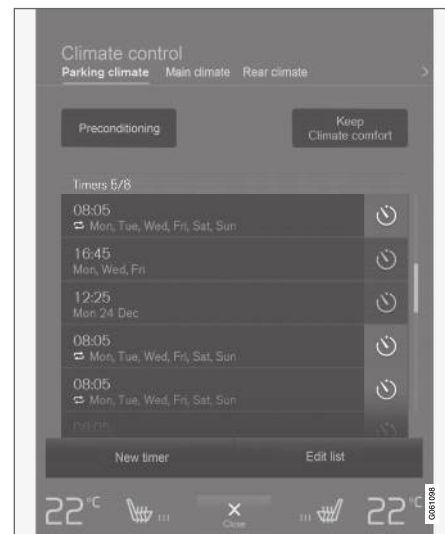 Climate control
Parking climate Main climate Rear climate
Preconditioning
Keep
Climate comfort
Timers 5/8
08:05
Mon, Tue, Wed, Fri, Sat, Sun
16:45
Mon, Wed, Fri
12:25
Mon 24 Dec
08:05
Mon, Tue, Wed, Fri, Sat, Sun
08:05
Mon, Tue, Wed, Fri, Sat, Sun
08:05
New timer Edit list
22°C 22°C
Close
G061098